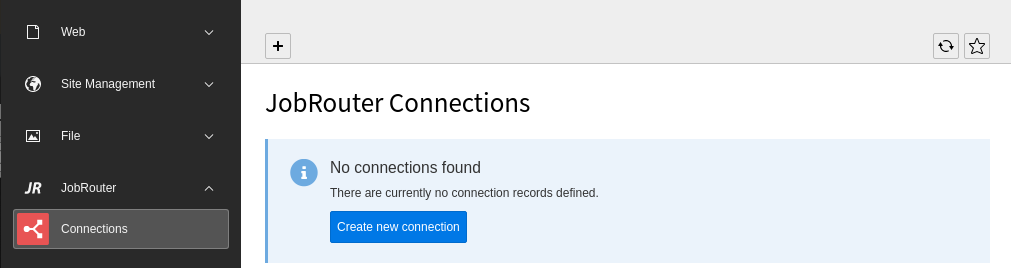 Web
Site Management
File
JR JobRouter
Connections
JobRouter Connections
No connections found
There are currently no connection records defined.
Create new connection